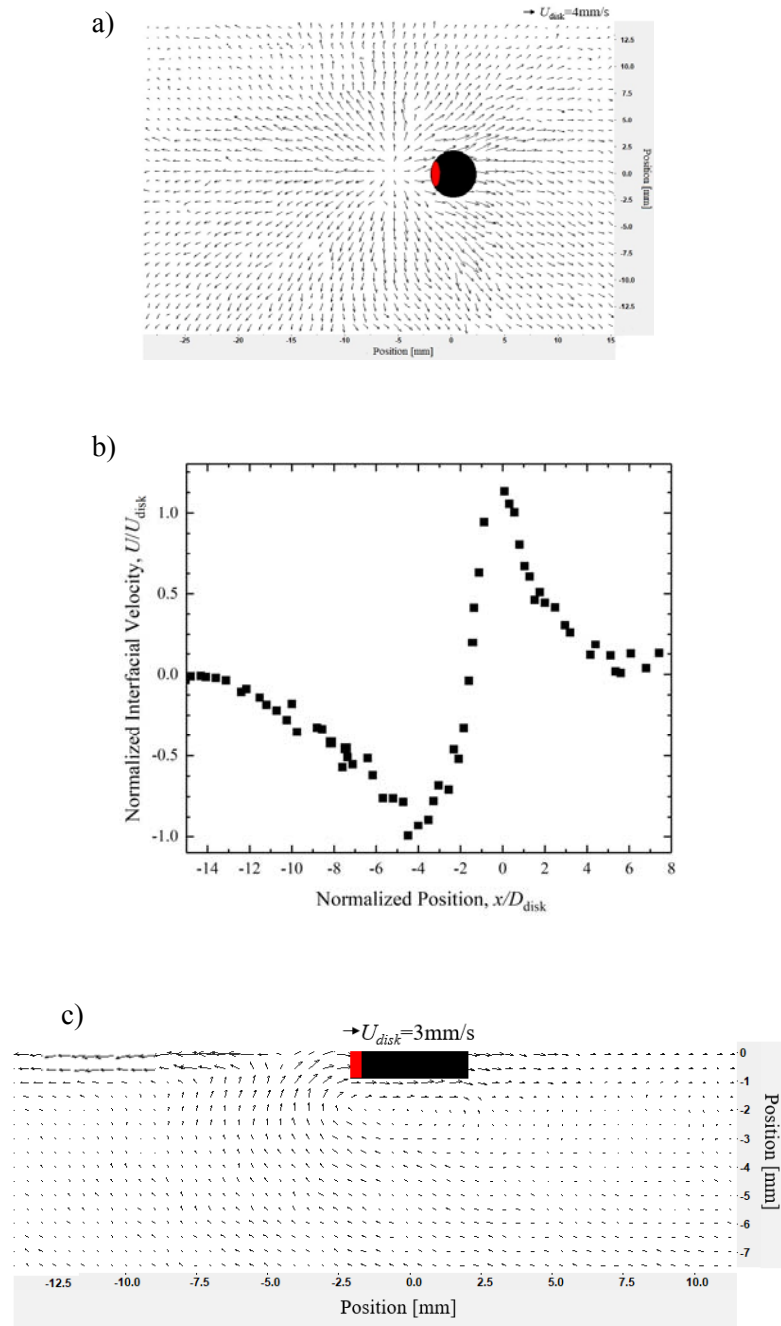 a)
U_disk=4mm/s
12.5
10.0
7.5
5.0
2.5
0.0
-2.5
-5.0
-7.5
-10.0
-12.5
Position [mm]
-25
-20
-15
-10
-5
0
5
10
15
Position [mm]
b)
1.0
0.5
0.0
-0.5
-1.0
Normalized Interfacial Velocity, U/U_disk
-14 -12 -10 -8 -6 -4 -2 0 2 4 6 8
Normalized Position, x/D_disk
c)
U_disk=3mm/s
0
-1
-2
-3
-4
-5
-6
-7
Position [mm]
-12.5 -10.0 -7.5 -5.0 -2.5 0.0 2.5 5.0 7.5 10.0
Position [mm]